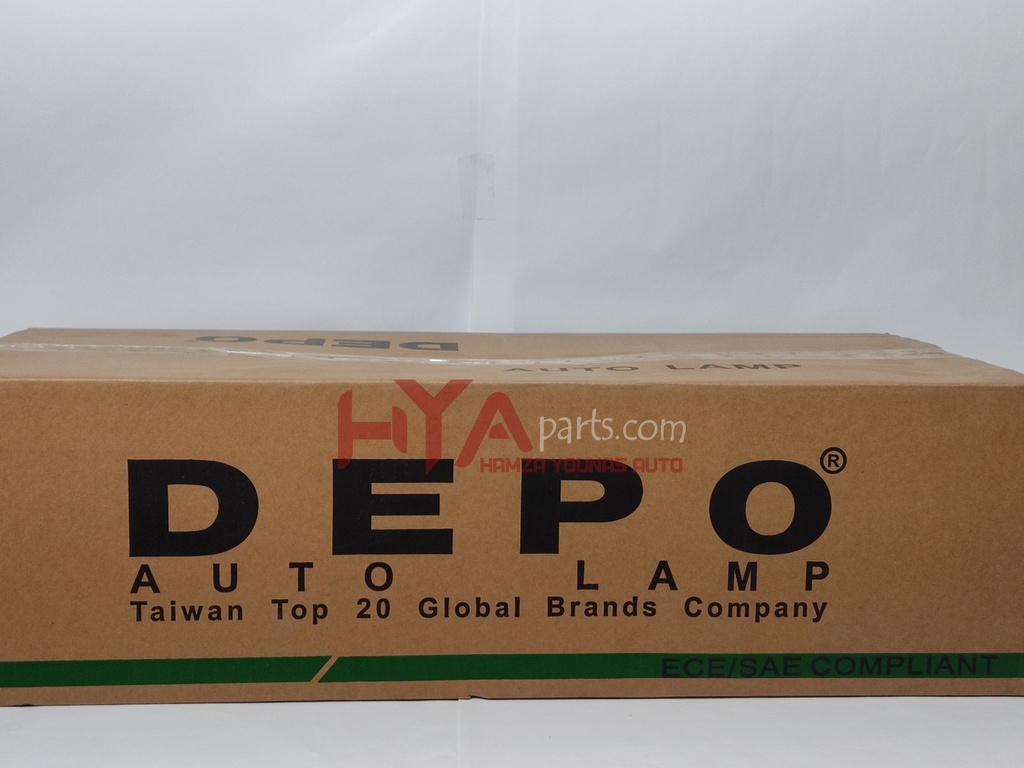 DEPO
AUTO LAMP
HYAparts.com
HAMZA YOUNAS AUTO
DEPO®
AUTO LAMP
Taiwan Top 20 Global Brands Company
ECE/SAE COMPLIANT